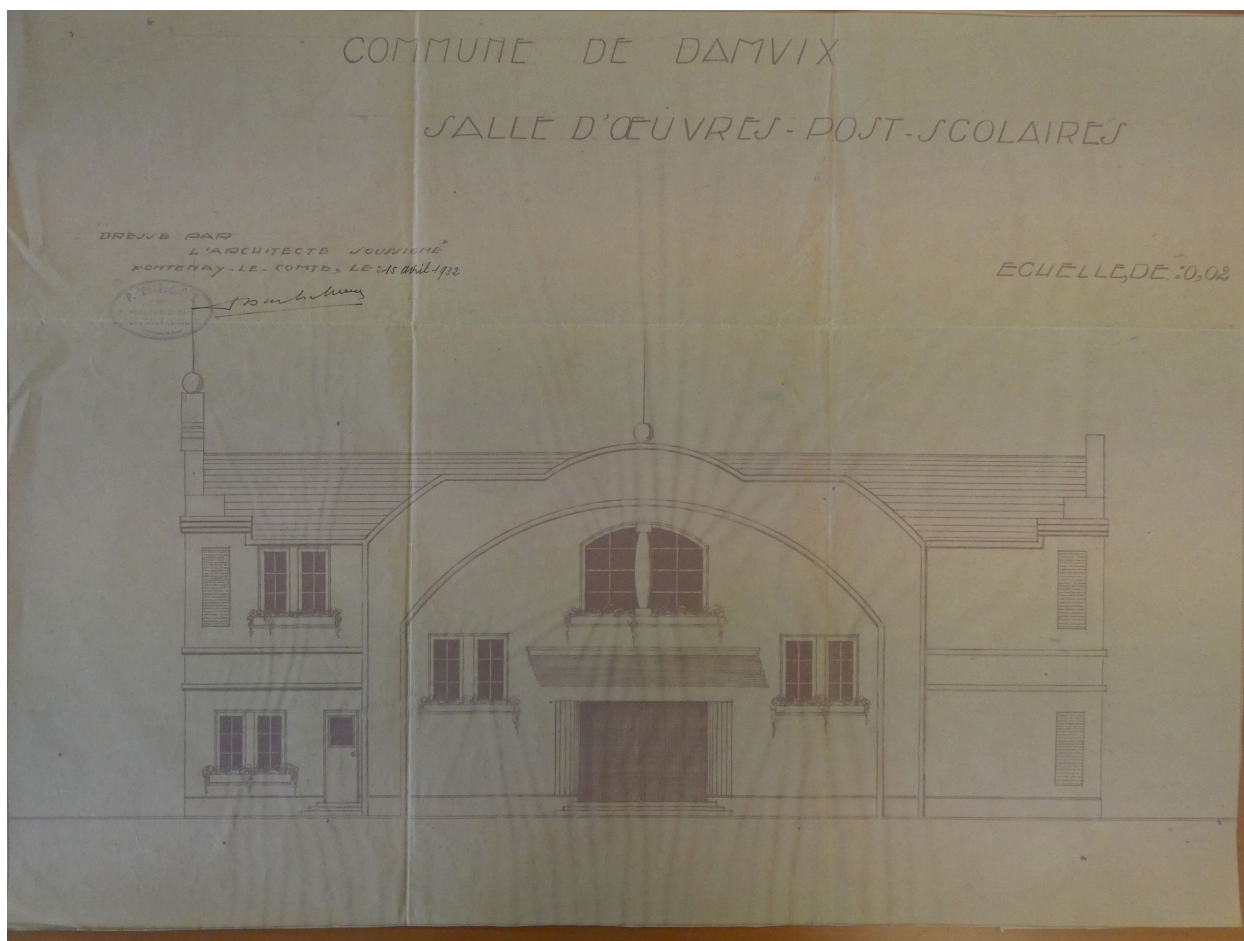 COMMUNE DE DAMVIX
SALLE D'ŒUVRES-POST-SCOLAIRES
DRESSE PAR
L'ARCHITECTE SOUSSIGNÉ
FONTENAY-LE-COMTE, LE: 15 avril 1932
ECHELLE, DE : 0,02
P.